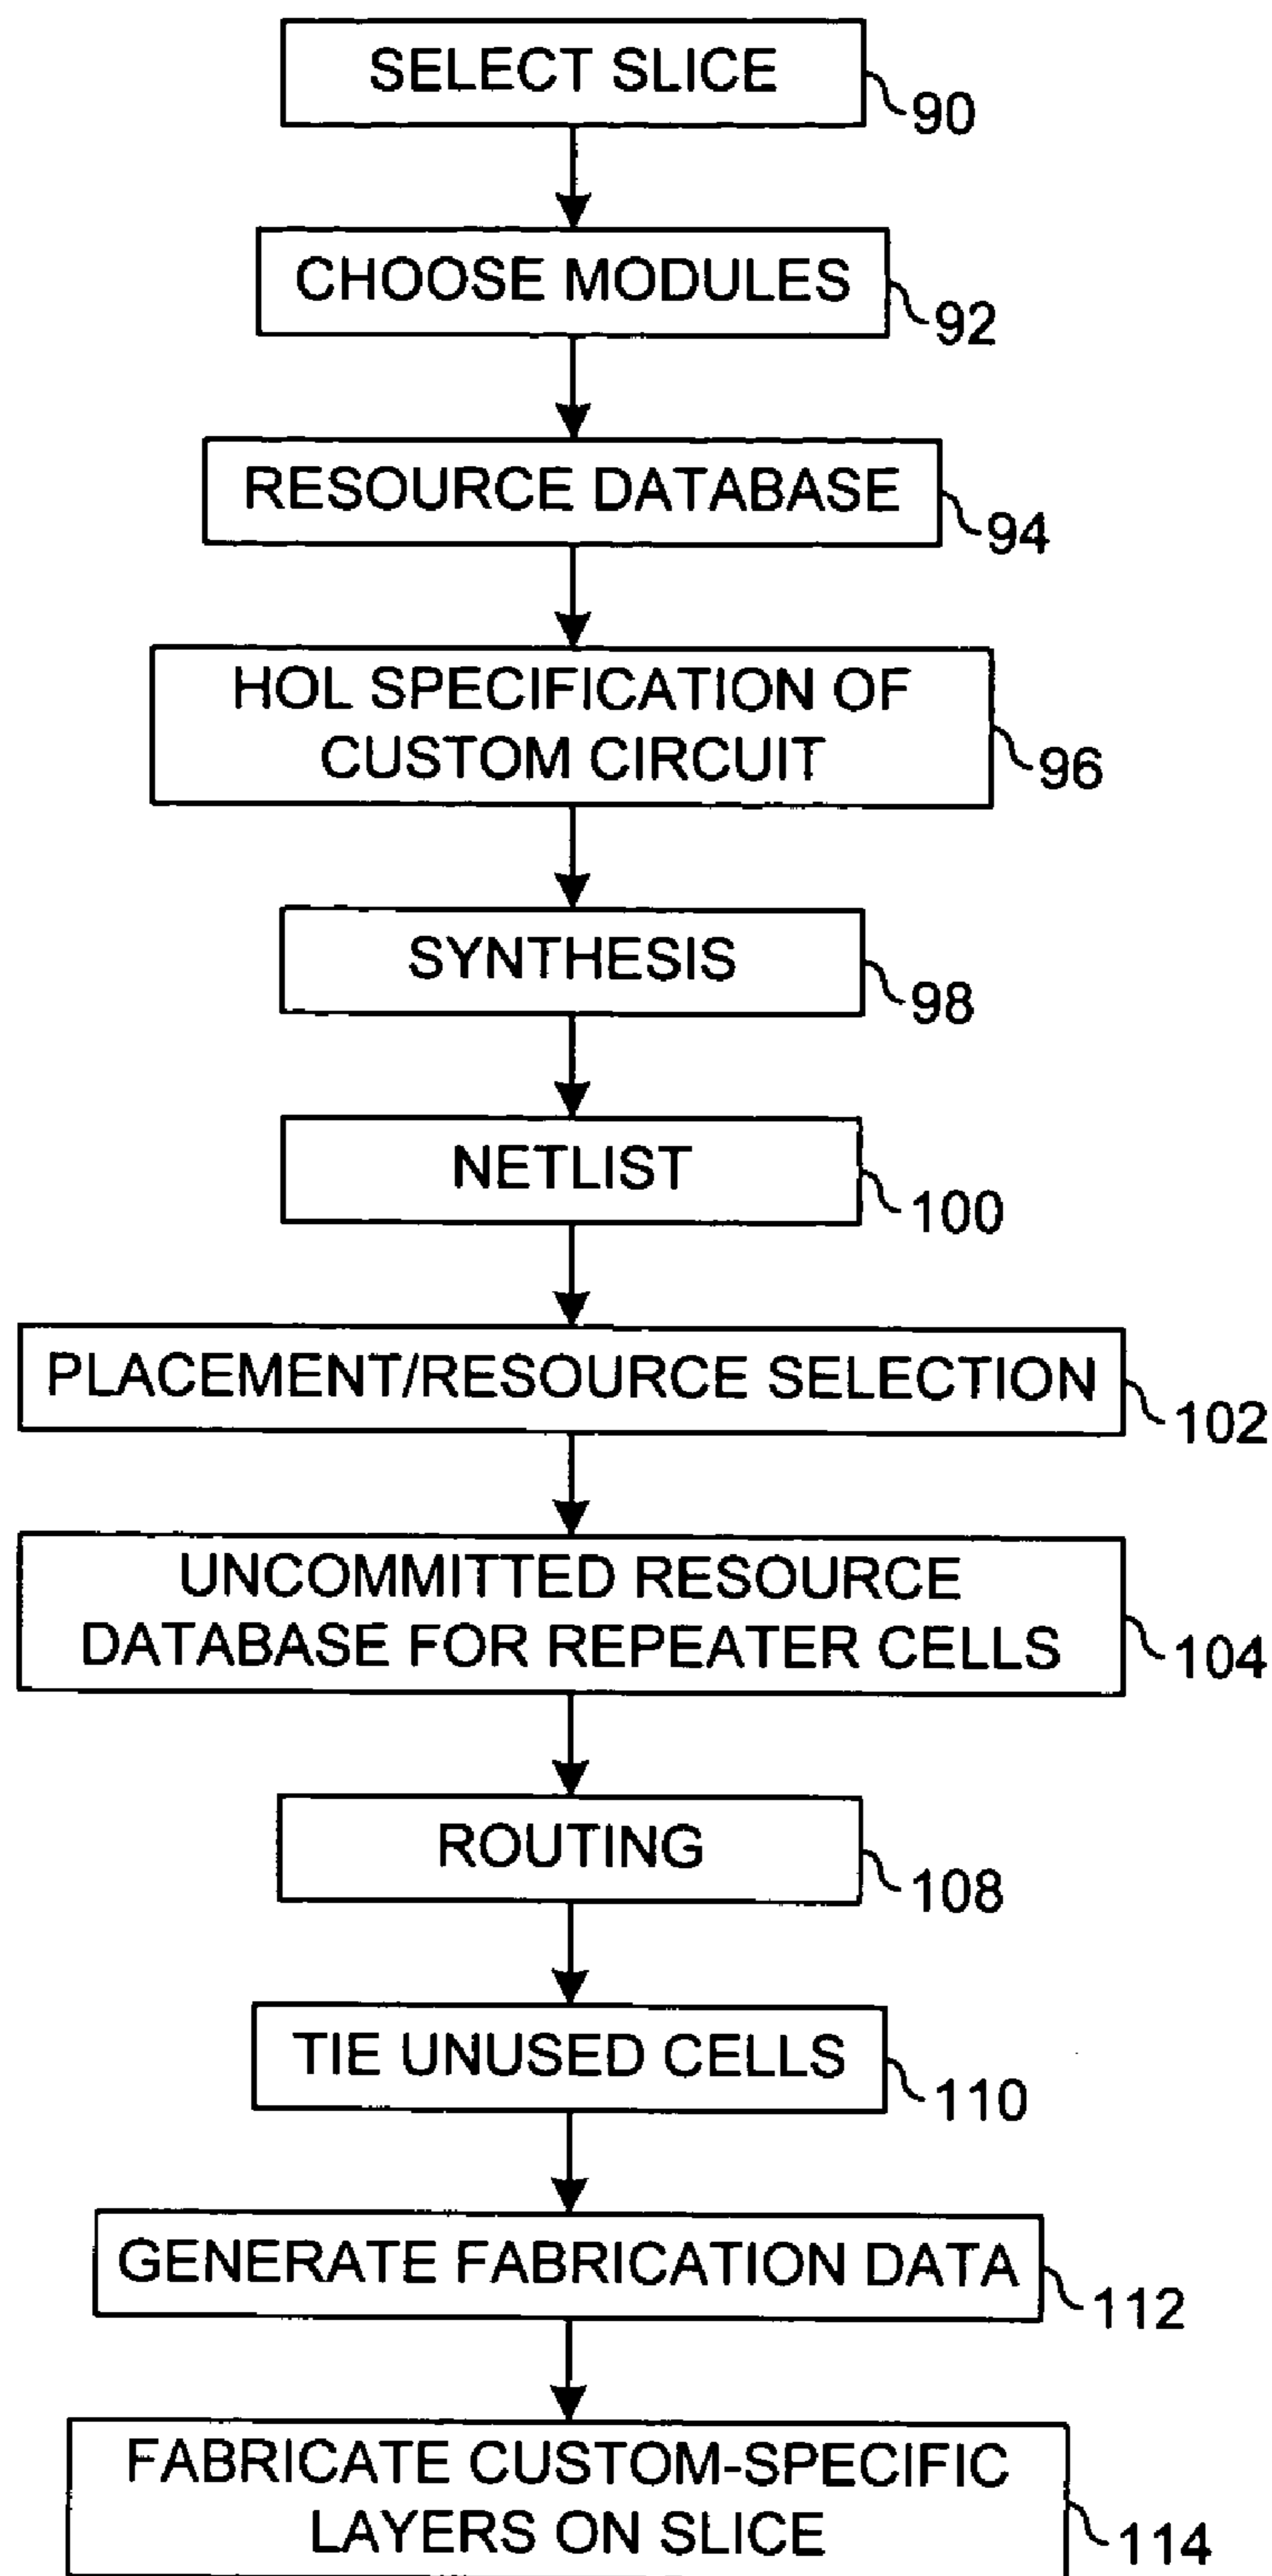 SELECT SLICE
90
CHOOSE MODULES
92
RESOURCE DATABASE
94
HOL SPECIFICATION OF
CUSTOM CIRCUIT
96
SYNTHESIS
98
NETLIST
100
PLACEMENT/RESOURCE SELECTION
102
UNCOMMITTED RESOURCE
DATABASE FOR REPEATER CELLS
104
ROUTING
108
TIE UNUSED CELLS
110
GENERATE FABRICATION DATA
112
FABRICATE CUSTOM-SPECIFIC
LAYERS ON SLICE
114